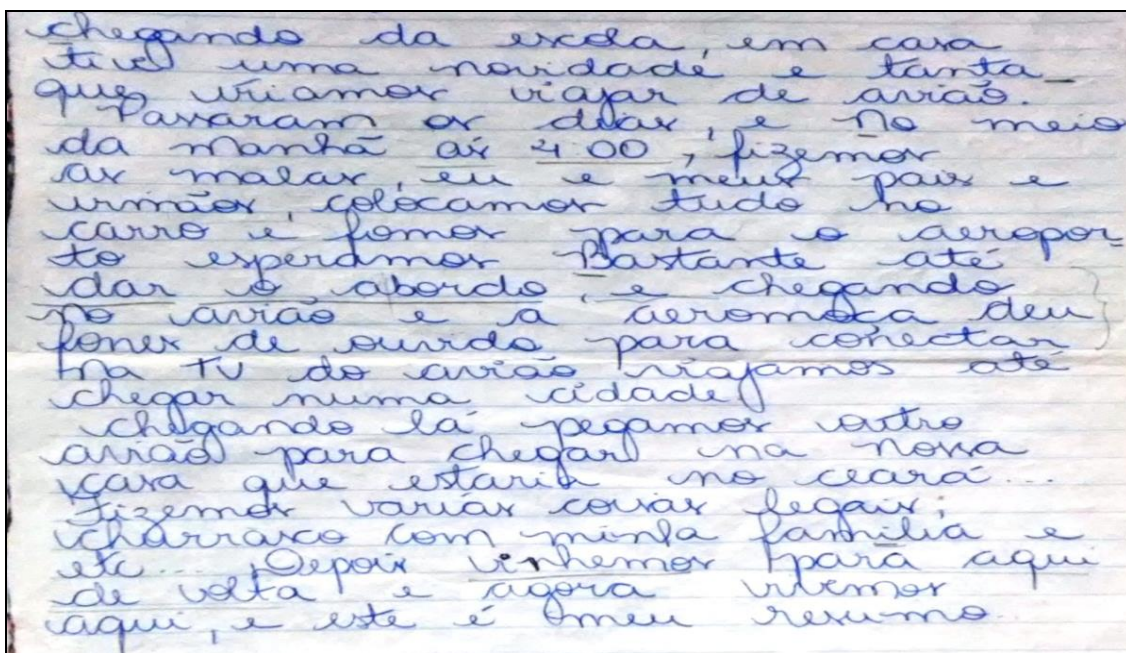 chegando da escola, em casa
tive uma novidade e tanta
que iriamos viajar de avião.
Passaram os dias, e no meio
da manhã as 4:00, fizemos
as malas, eu e meus pais e
irmãos, colocamos tudo no
carro e fomos para o aeropor-
to esperamos Bastante até
dar o abordo, e chegando
no avião e a aeromoça deu
fones de ouvido para conectar
na TV do avião viajamos até
chegar numa cidade
chegando lá pegamos outro
avião para chegar na nossa
casa que estaria no ceará...
Fizemos varias coisas legais;
churrasco com minha família e
etc... Depois vinhemos para aqui
de volta e agora vivemos
aqui, e este é meu resumo.